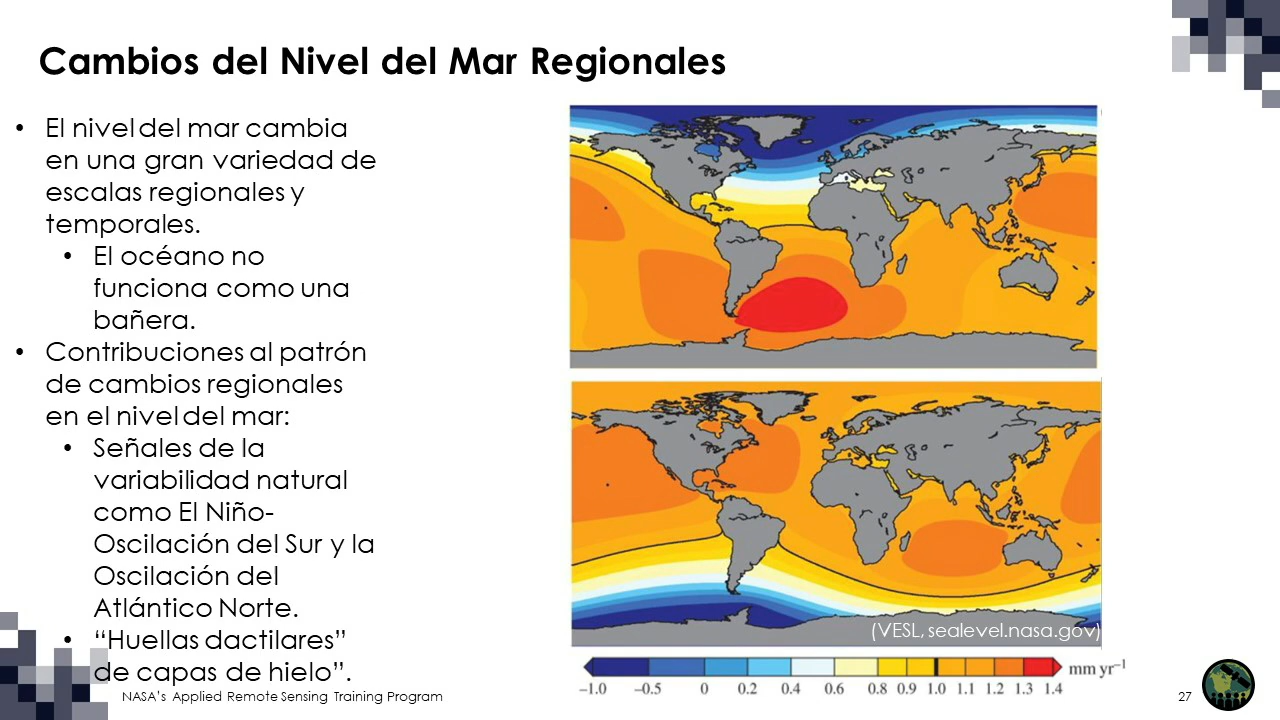 Cambios del Nivel del Mar Regionales
• El nivel del mar cambia
en una gran variedad de
escalas regionales y
temporales.
• El océano no
funciona como una
bañera.
• Contribuciones al patrón
de cambios regionales
en el nivel del mar:
• Señales de la
variabilidad natural
como El Niño-
Oscilación del Sur y la
Oscilación del
Atlántico Norte.
• “Huellas dactilares”
de capas de hielo”.
(VESL, sealevel.nasa.gov)
mm yr⁻¹
−1.0 −0.5 0 0.2 0.4 0.6 0.8 0.9 1.0 1.1 1.2 1.3 1.4
NASA’s Applied Remote Sensing Training Program
27